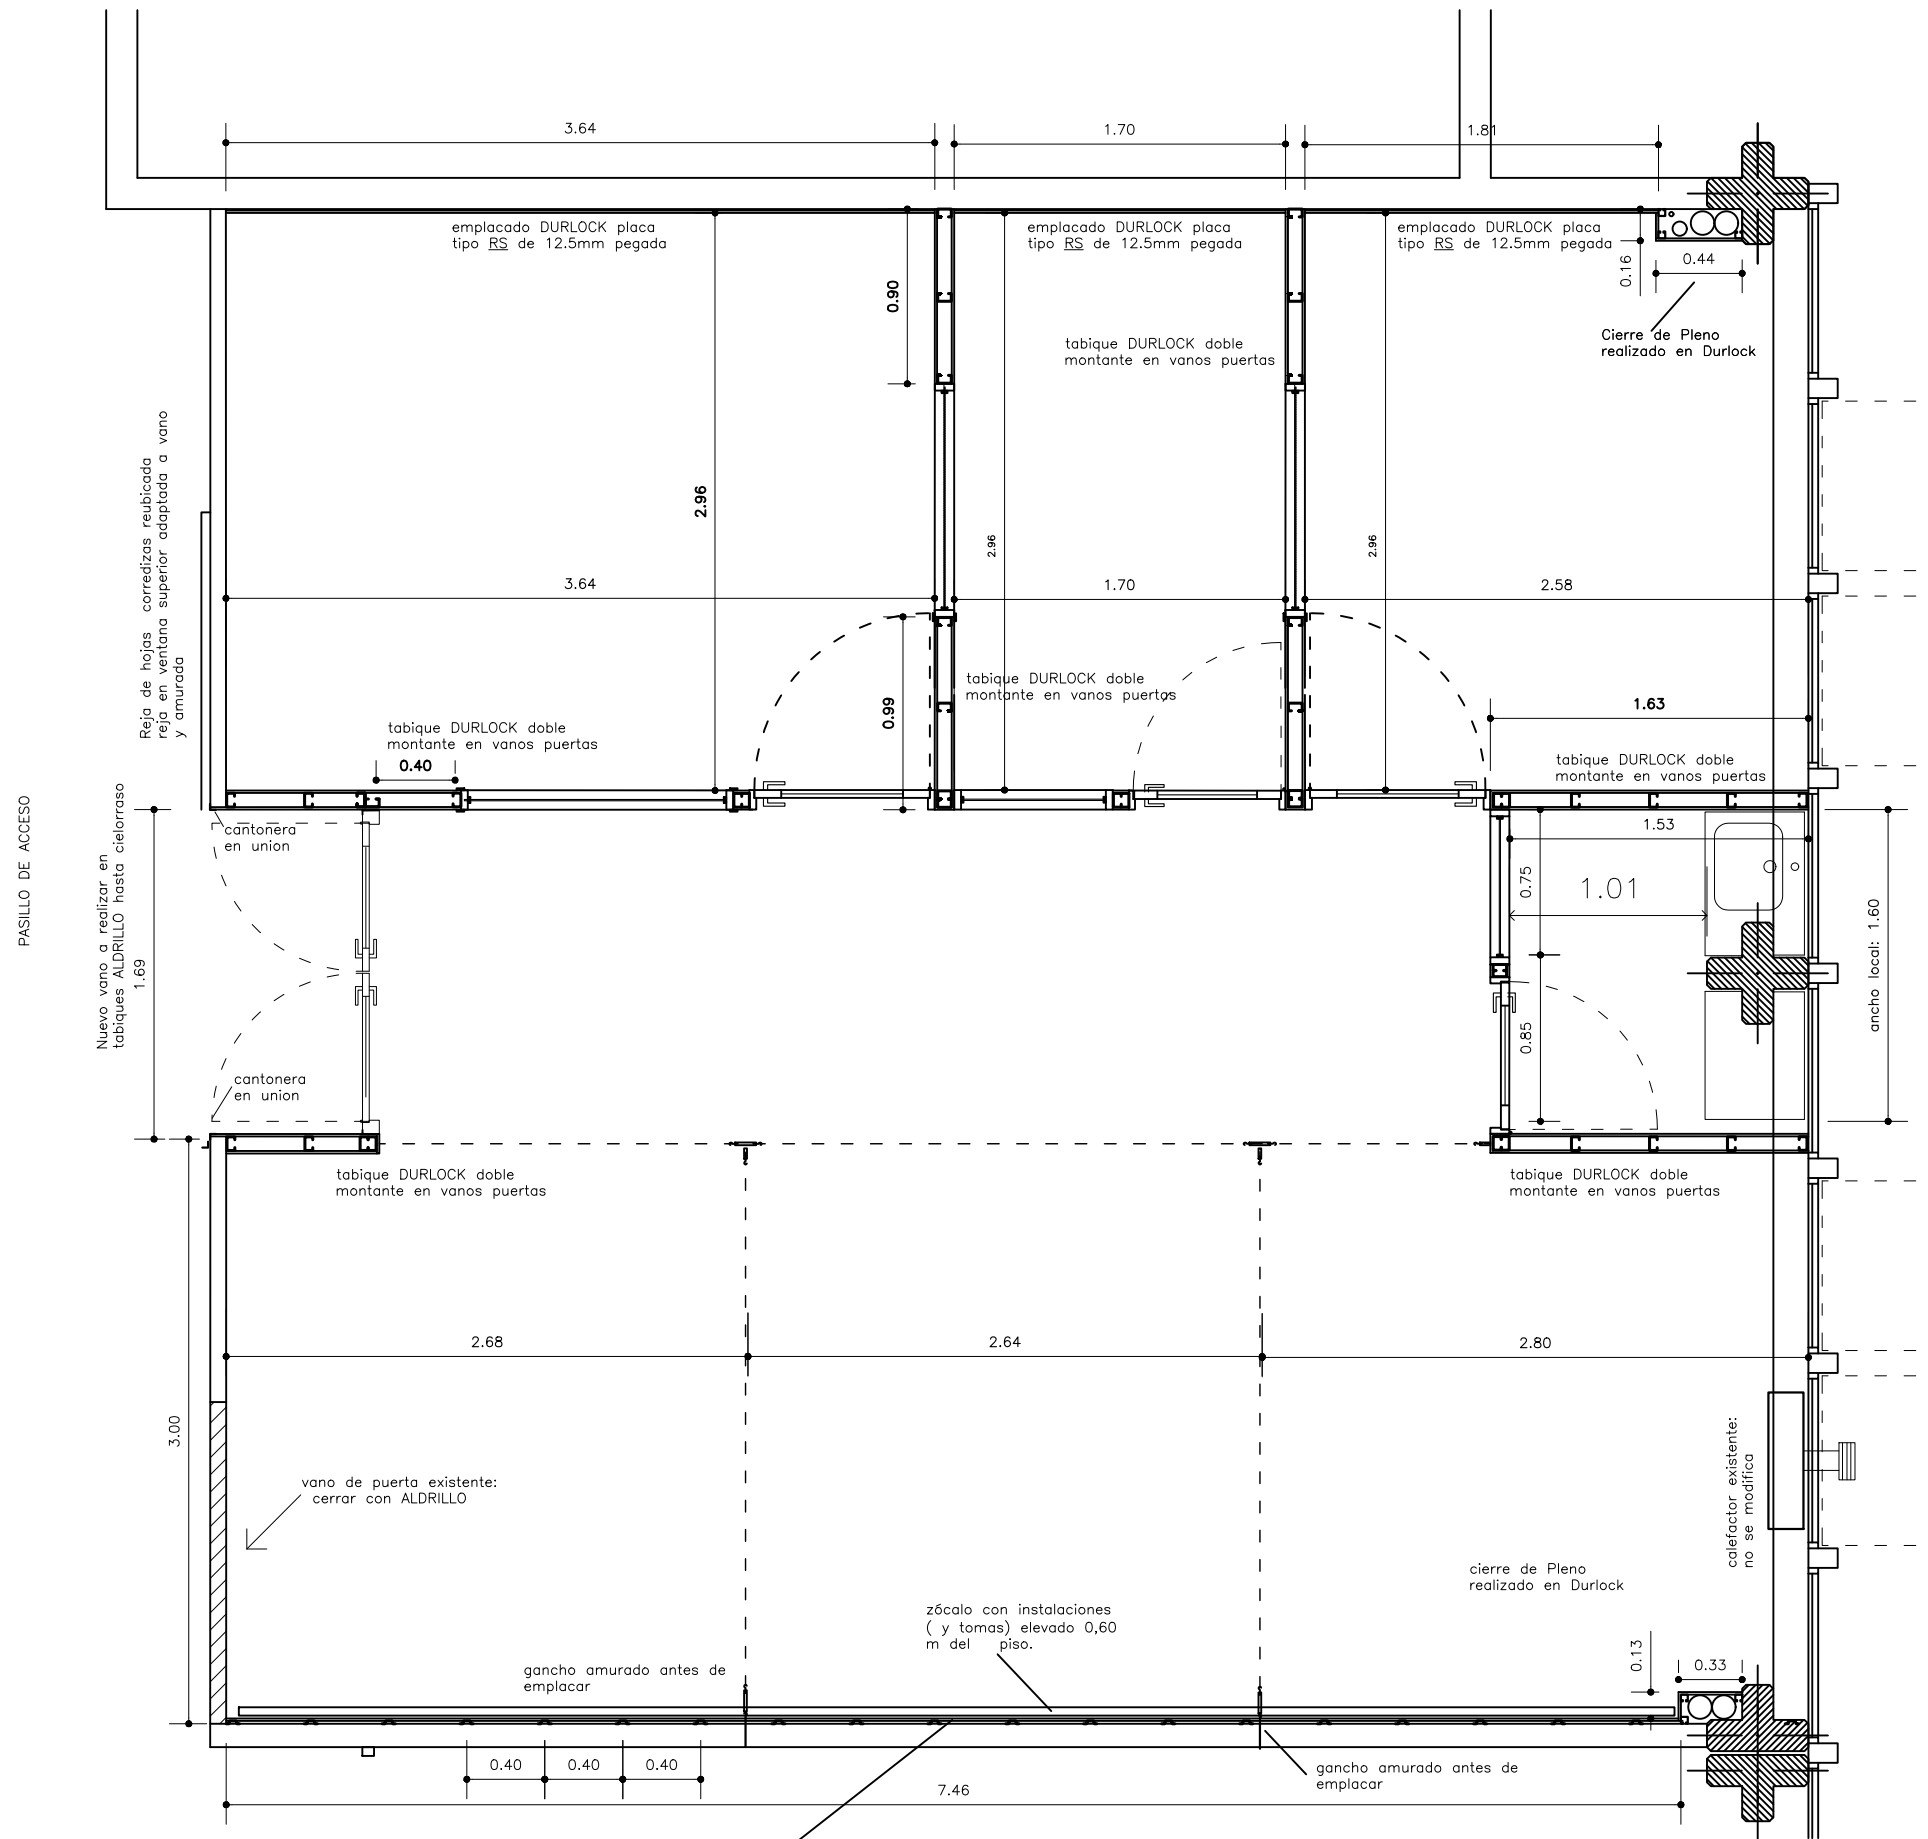 3.64
1.70
1.81
emplacado DURLOCK placa
tipo RS de 12.5mm pegada
emplacado DURLOCK placa
tipo RS de 12.5mm pegada
emplacado DURLOCK placa
tipo RS de 12.5mm pegada
0.16
0.44
0.90
Cierre de Pleno
realizado en Durlock
tabique DURLOCK doble
montante en vanos puertas
Reja de hojas corredizas reubicada
reja en ventana superior adaptada a vano
y amurada
2.96
2.96
2.96
3.64
1.70
2.58
tabique DURLOCK doble
montante en vanos puertas
0.99
1.63
tabique DURLOCK doble
montante en vanos puertas
0.40
tabique DURLOCK doble
montante en vanos puertas
PASILLO DE ACCESO
Nuevo vano a realizar en
tabiques ALDRILLO hasta cielorraso
1.69
cantonera
en union
1.53
0.75
1.01
ancho local: 1.60
0.85
cantonera
en union
tabique DURLOCK doble
montante en vanos puertas
tabique DURLOCK doble
montante en vanos puertas
2.68
2.64
2.80
3.00
vano de puerta existente:
cerrar con ALDRILLO
calefactor existente:
no se modifica
cierre de Pleno
realizado en Durlock
zócalo con instalaciones
( y tomas) elevado 0,60
m del piso.
gancho amurado antes de
emplacar
0.13
0.33
0.40
0.40
0.40
gancho amurado antes de
emplacar
7.46